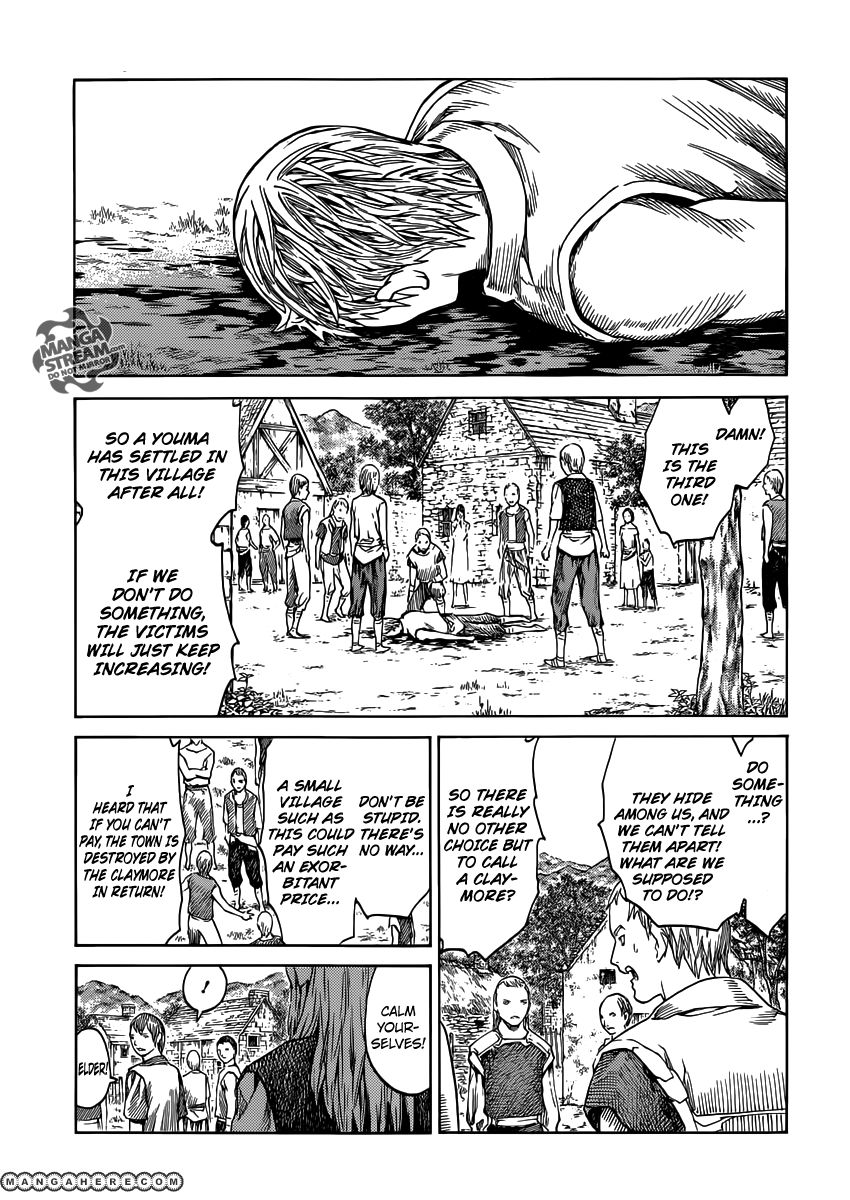 MANGA
STREAM.com
DO NOT MIRROR!
DAMN!
THIS
IS THE
THIRD
ONE!
SO A YOUMA
HAS SETTLED IN
THIS VILLAGE
AFTER ALL!
IF WE
DON'T DO
SOMETHING,
THE VICTIMS
WILL JUST KEEP
INCREASING!
DO
SOME-
THING
...?
THEY HIDE
AMONG US, AND
WE CAN'T TELL
THEM APART!
WHAT ARE WE
SUPPOSED
TO DO!?
SO THERE
IS REALLY
NO OTHER
CHOICE BUT
TO CALL
A CLAY-
MORE?
DON'T BE
STUPID.
THERE'S
NO WAY...
A SMALL
VILLAGE
SUCH AS
THIS COULD
PAY SUCH
AN EXOR-
BITANT
PRICE...
I
HEARD THAT
IF YOU CAN'T
PAY, THE TOWN IS
DESTROYED BY
THE CLAYMORE
IN RETURN!
CALM
YOUR-
SELVES!
!
ELDER!
MANGAHERE.COM